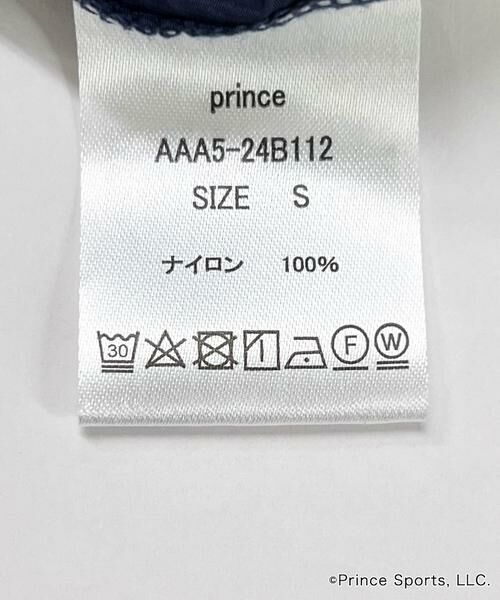 prince
AAA5-24B112
SIZE S
ナイロン 100%
30 F W
©Prince Sports, LLC.